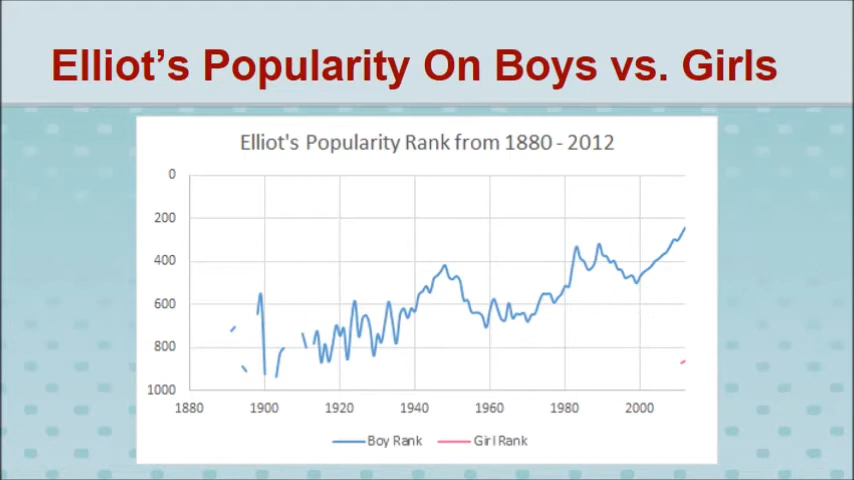 Elliot's Popularity On Boys vs. Girls
Elliot's Popularity Rank from 1880 - 2012
0
200
400
600
800
1000
1880 1900 1920 1940 1960 1980 2000
Boy Rank Girl Rank